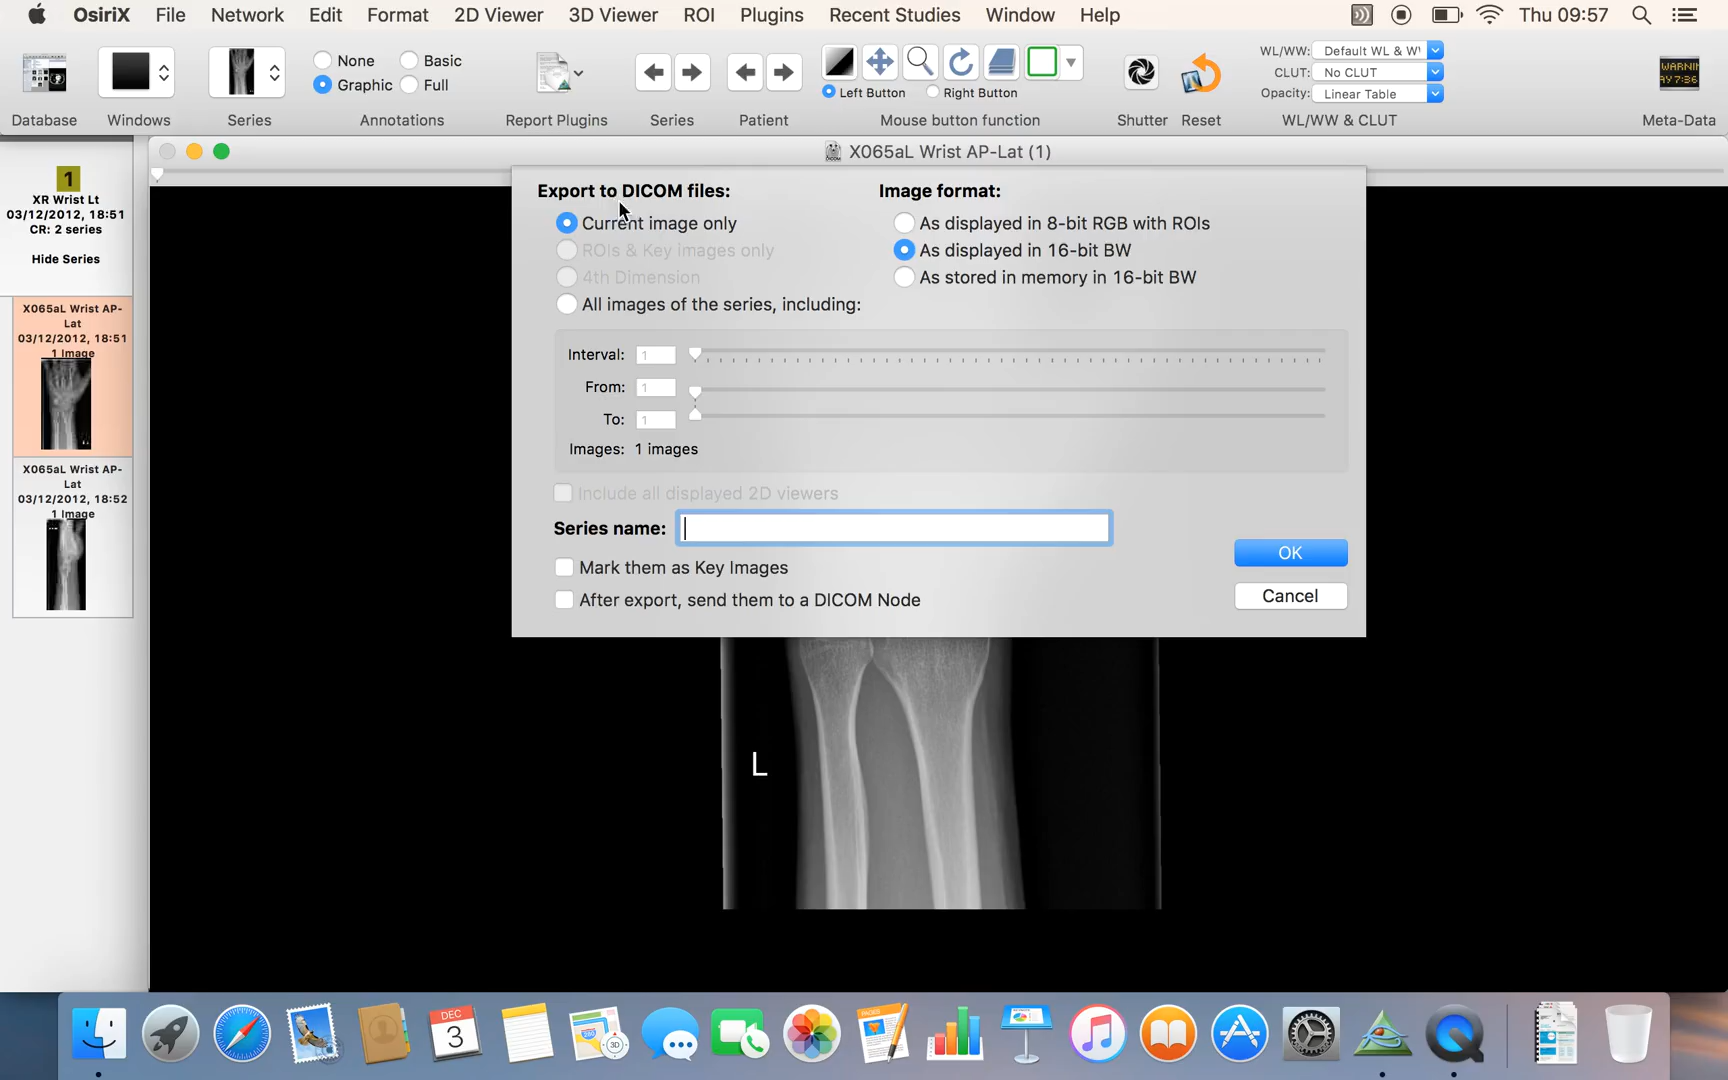 OsiriX File Network Edit Format 2D Viewer 3D Viewer ROI Plugins Recent Studies Window Help Thu 09:57
None Basic
Graphic Full
Left Button Right Button
WL/WW: Default WL & W
CLUT: No CLUT
Opacity: Linear Table
Database Windows Series Annotations Report Plugins Series Patient Mouse button function Shutter Reset WL/WW & CLUT Meta-Data
X065aL Wrist AP-Lat (1)
1
XR Wrist Lt
03/12/2012, 18:51
CR: 2 series
Hide Series
X065aL Wrist AP-
Lat
03/12/2012, 18:51
1 Image
X065aL Wrist AP-
Lat
03/12/2012, 18:52
1 Image
Export to DICOM files:
Current image only
ROIs & Key images only
4th Dimension
All images of the series, including:
Image format:
As displayed in 8-bit RGB with ROIs
As displayed in 16-bit BW
As stored in memory in 16-bit BW
Interval: 1
From: 1
To: 1
Images: 1 images
Include all displayed 2D viewers
Series name:
Mark them as Key Images
After export, send them to a DICOM Node
OK
Cancel
L
DEC
3
3D
PAGES